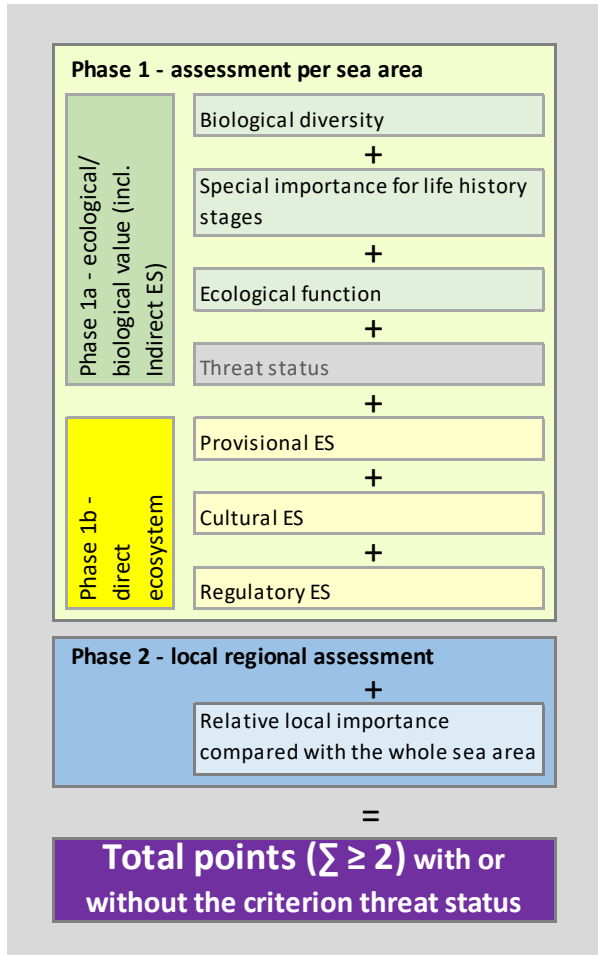 Phase 1 - assessment per sea area
Phase 1a - ecological/
biological value (incl.
Indirect ES)
Biological diversity
+
Special importance for life history
stages
+
Ecological function
+
Threat status
+
Phase 1b -
direct
ecosystem
Provisional ES
+
Cultural ES
+
Regulatory ES
Phase 2 - local regional assessment
+
Relative local importance
compared with the whole sea area
=
Total points (∑ ≥ 2) with or
without the criterion threat status